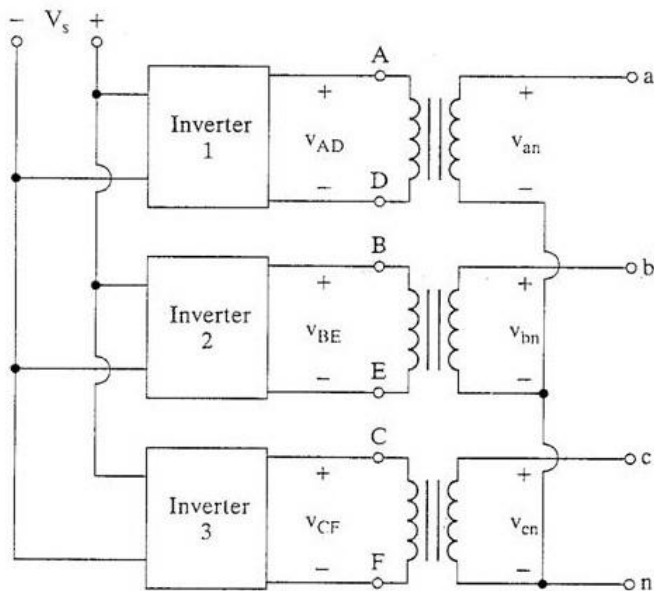 − Vs +
A
Inverter
1
+
vAD
−
D
+
van
−
a
B
Inverter
2
+
vBE
−
E
+
vbn
−
b
C
Inverter
3
+
vCF
−
F
+
vcn
−
c
n